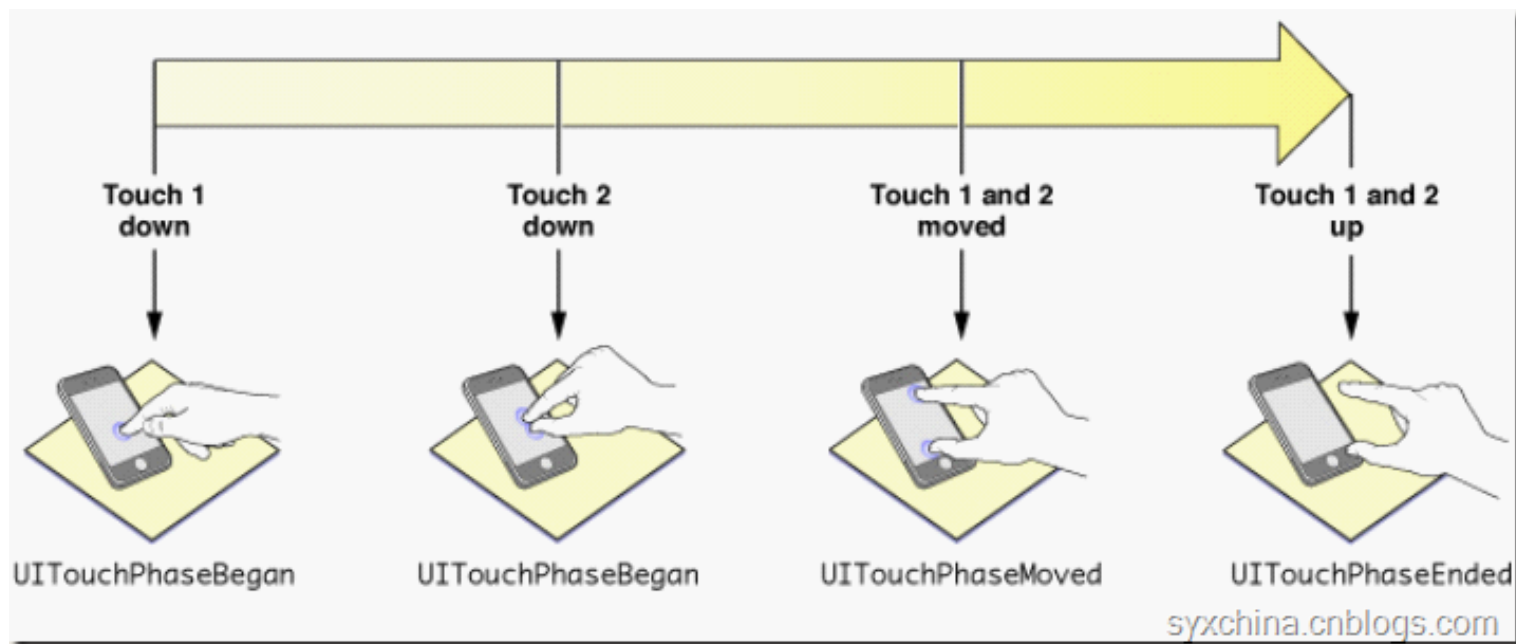 Touch 1
down
Touch 2
down
Touch 1 and 2
moved
Touch 1 and 2
up
UITouchPhaseBegan
UITouchPhaseBegan
UITouchPhaseMoved
UITouchPhaseEnded
syxchina.cnblogs.com